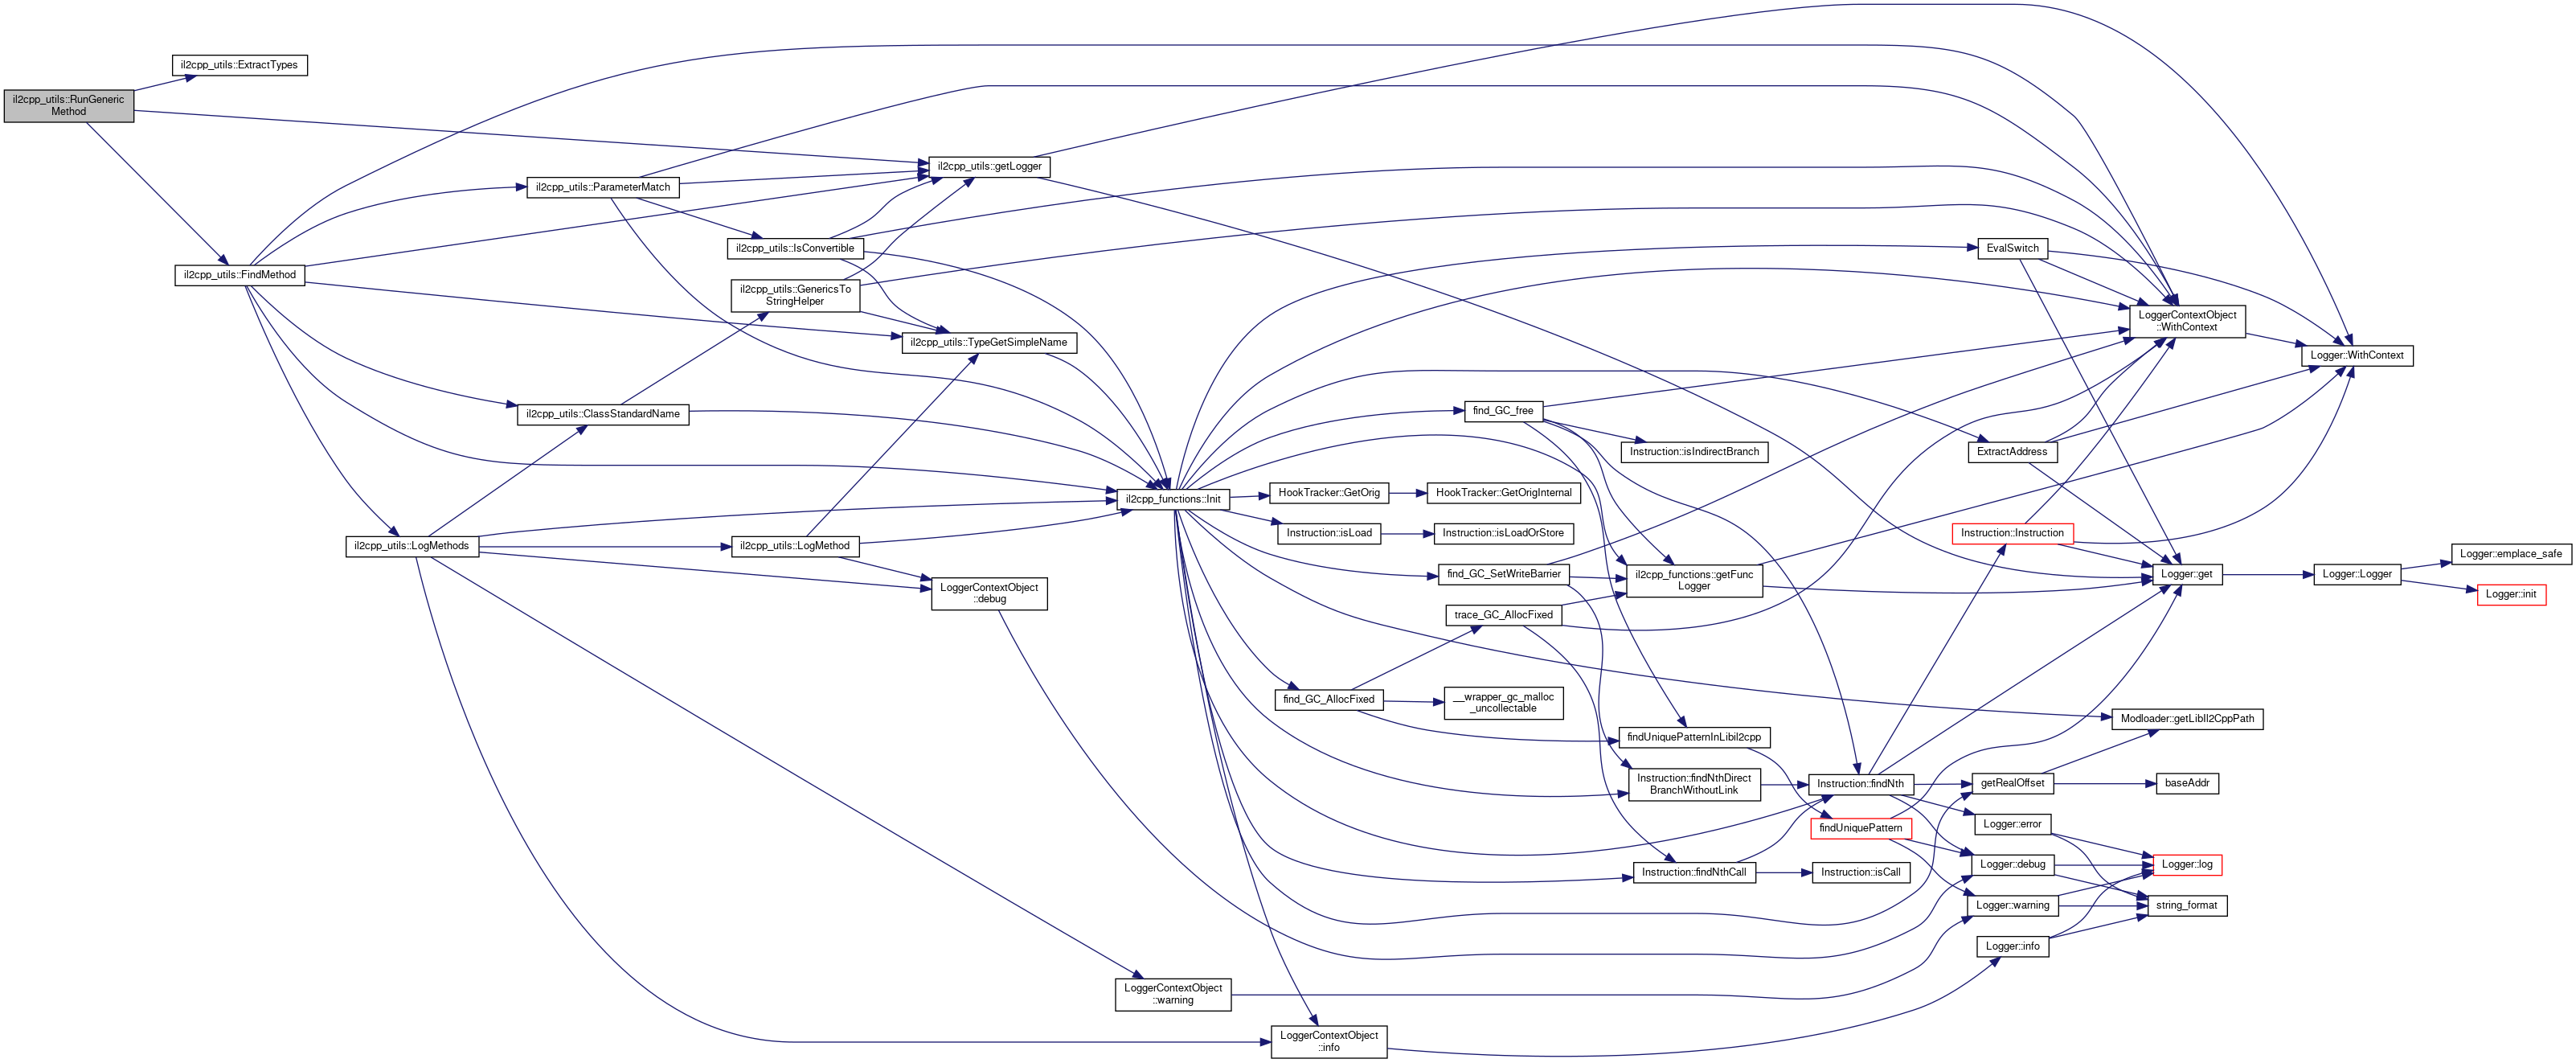 il2cpp_utils::RunGeneric
Method
il2cpp_utils::ExtractTypes
il2cpp_utils::FindMethod
il2cpp_utils::LogMethods
il2cpp_utils::ParameterMatch
il2cpp_utils::ClassStandardName
il2cpp_utils::IsConvertible
il2cpp_utils::GenericsTo
StringHelper
il2cpp_utils::LogMethod
il2cpp_utils::getLogger
il2cpp_utils::TypeGetSimpleName
LoggerContextObject
::debug
il2cpp_functions::Init
LoggerContextObject
::warning
HookTracker::GetOrig
find_GC_AllocFixed
Instruction::isLoad
LoggerContextObject
::info
find_GC_free
HookTracker::GetOrigInternal
Instruction::isLoadOrStore
find_GC_SetWriteBarrier
trace_GC_AllocFixed
__wrapper_gc_malloc
_uncollectable
Instruction::isIndirectBranch
il2cpp_functions::getFunc
Logger
findUniquePatternInLibil2cpp
Instruction::findNthDirect
BranchWithoutLink
Instruction::findNthCall
Instruction::findNth
findUniquePattern
Instruction::isCall
EvalSwitch
ExtractAddress
Instruction::Instruction
getRealOffset
Logger::error
Logger::debug
Logger::warning
Logger::info
LoggerContextObject
::WithContext
Logger::get
Modloader::getLibIl2CppPath
baseAddr
Logger::log
string_format
Logger::WithContext
Logger::Logger
Logger::emplace_safe
Logger::init